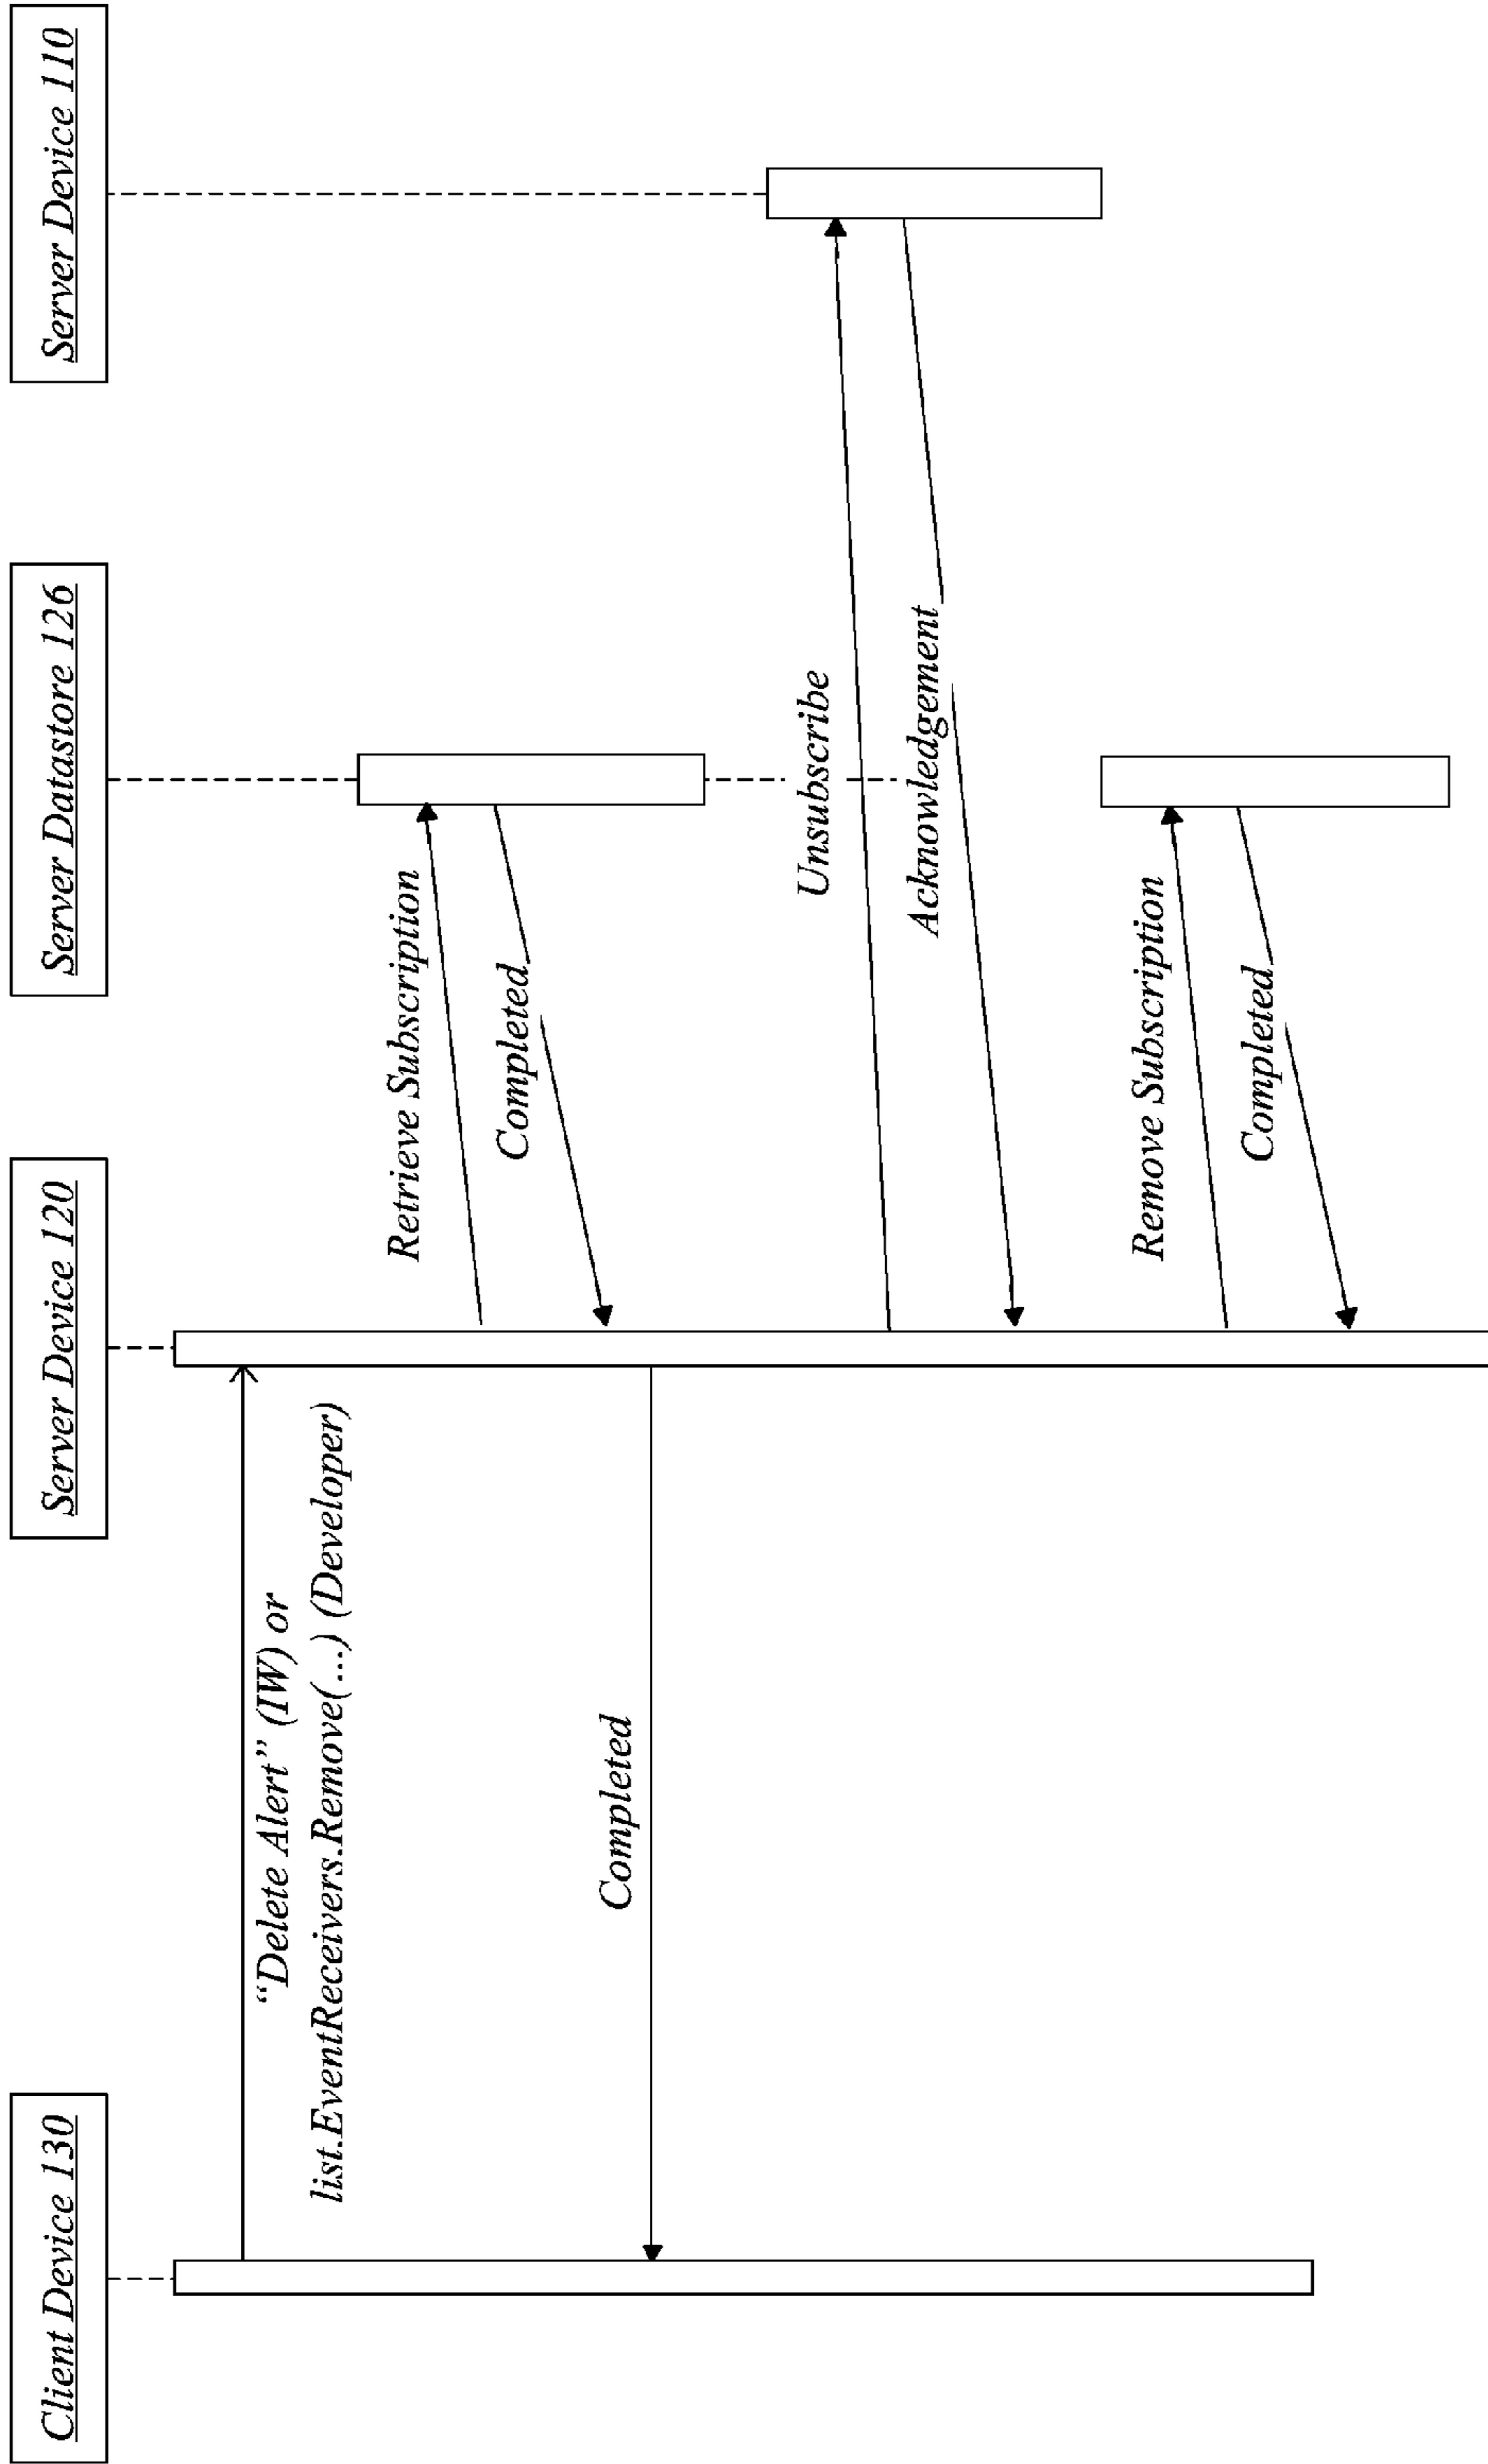 Client Device 130
Server Device 120
Server Datastore 126
Server Device 110
“Delete Alert” (IW) or
list.EventReceivers.Remove(...) (Developer)
Retrieve Subscription
Completed
Completed
Unsubscribe
Acknowledgement
Remove Subscription
Completed